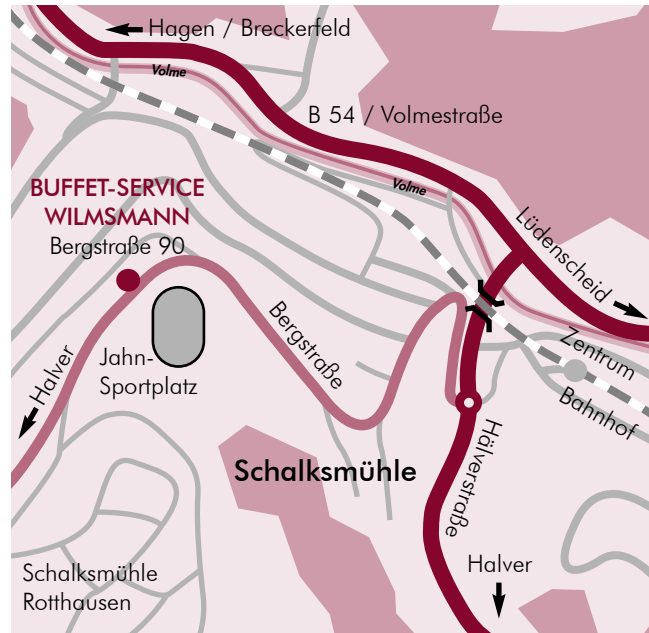 Hagen / Breckerfeld
Volme
B 54 / Volmestraße
Volme
BUFFET-SERVICE
WILMSMANN
Bergstraße 90
Lüdenscheid
Bergstraße
Zentrum
Halver
Jahn-
Sportplatz
Bahnhof
Hälverstraße
Schalksmühle
Halver
Schalksmühle
Rotthausen